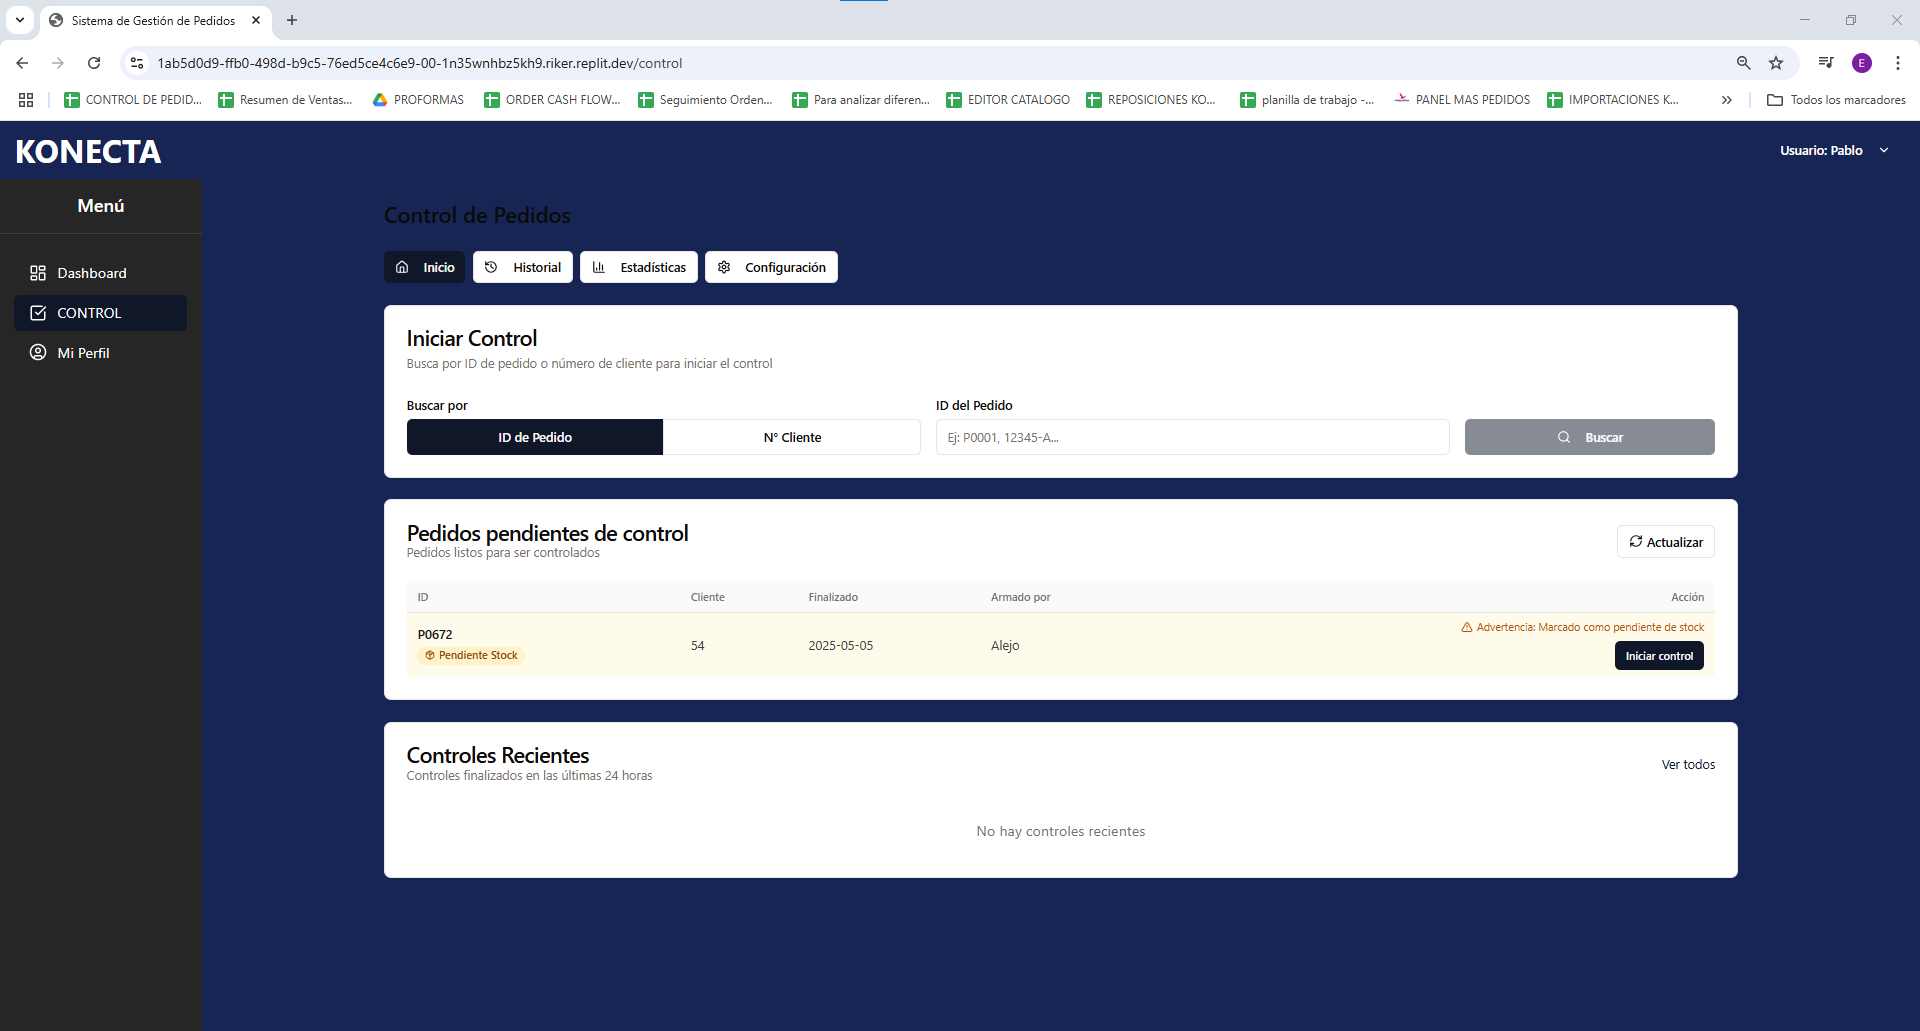 Sistema de Gestión de Pedidos
1ab5d0d9-ffb0-498d-b9c5-76ed5ce4c6e9-00-1n35wnhbz5kh9.riker.replit.dev/control
E
CONTROL DE PEDID...
Resumen de Ventas...
PROFORMAS
ORDER CASH FLOW...
Seguimiento Orden...
Para analizar diferen...
EDITOR CATALOGO
REPOSICIONES KO...
planilla de trabajo -...
PANEL MAS PEDIDOS
IMPORTACIONES K...
Todos los marcadores
KONECTA
Usuario: Pablo
Menú
Dashboard
CONTROL
Mi Perfil
Control de Pedidos
Inicio
Historial
Estadísticas
Configuración
Iniciar Control
Busca por ID de pedido o número de cliente para iniciar el control
Buscar por
ID del Pedido
ID de Pedido
N° Cliente
Ej: P0001, 12345-A...
Buscar
Pedidos pendientes de control
Pedidos listos para ser controlados
Actualizar
ID Cliente Finalizado Armado por Acción
P0672
Pendiente Stock
54
2025-05-05
Alejo
Advertencia: Marcado como pendiente de stock
Iniciar control
Controles Recientes
Controles finalizados en las últimas 24 horas
Ver todos
No hay controles recientes